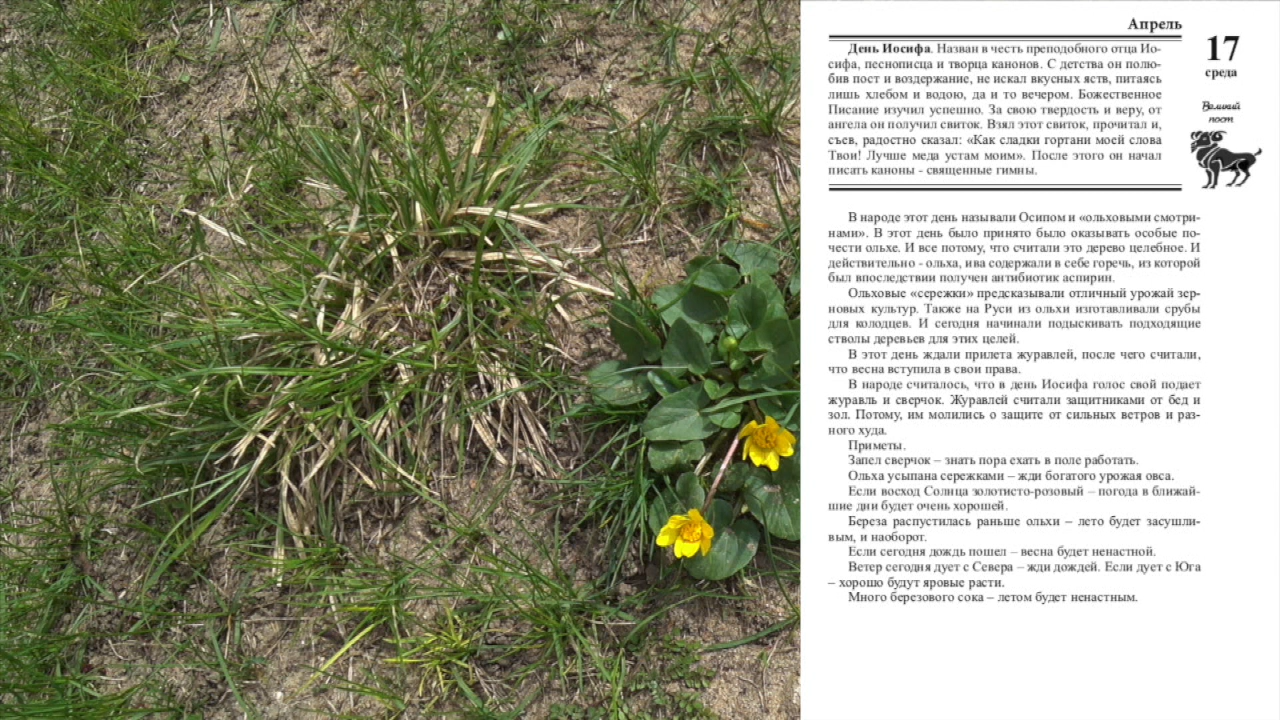 Апрель
День Иосифа. Назван в честь преподобного отца Ио-
сифа, песнописца и творца канонов. С детства он полю-
бив пост и воздержание, не искал вкусных яств, питаясь
лишь хлебом и водою, да и то вечером. Божественное
Писание изучил успешно. За свою твердость и веру, от
ангела он получил свиток. Взял этот свиток, прочитал и,
съев, радостно сказал: «Как сладки гортани моей слова
Твои! Лучше меда устам моим». После этого он начал
писать каноны - священные гимны.
17
среда
Великий
пост
В народе этот день называли Осипом и «ольховыми смотри-
нами». В этот день было принято было оказывать особые по-
чести ольхе. И все потому, что считали это дерево целебное. И
действительно - ольха, ива содержали в себе горечь, из которой
был впоследствии получен антибиотик аспирин.
Ольховые «сережки» предсказывали отличный урожай зер-
новых культур. Также на Руси из ольхи изготавливали срубы
для колодцев. И сегодня начинали подыскивать подходящие
стволы деревьев для этих целей.
В этот день ждали прилета журавлей, после чего считали,
что весна вступила в свои права.
В народе считалось, что в день Иосифа голос свой подает
журавль и сверчок. Журавлей считали защитниками от бед и
зол. Потому, им молились о защите от сильных ветров и раз-
ного худа.
Приметы.
Запел сверчок – знать пора ехать в поле работать.
Ольха усыпана сережками – жди богатого урожая овса.
Если восход Солнца золотисто-розовый – погода в ближай-
шие дни будет очень хорошей.
Береза распустилась раньше ольхи – лето будет засушли-
вым, и наоборот.
Если сегодня дождь пошел – весна будет ненастной.
Ветер сегодня дует с Севера – жди дождей. Если дует с Юга
– хорошо будут яровые расти.
Много березового сока – летом будет ненастным.